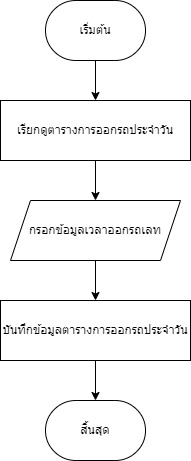 เริ่มต้น
เรียกดูตารางการออกรถประจำวัน
กรอกข้อมูลเวลาออกรถเลท
บันทึกข้อมูลตารางการออกรถประจำวัน
สิ้นสุด